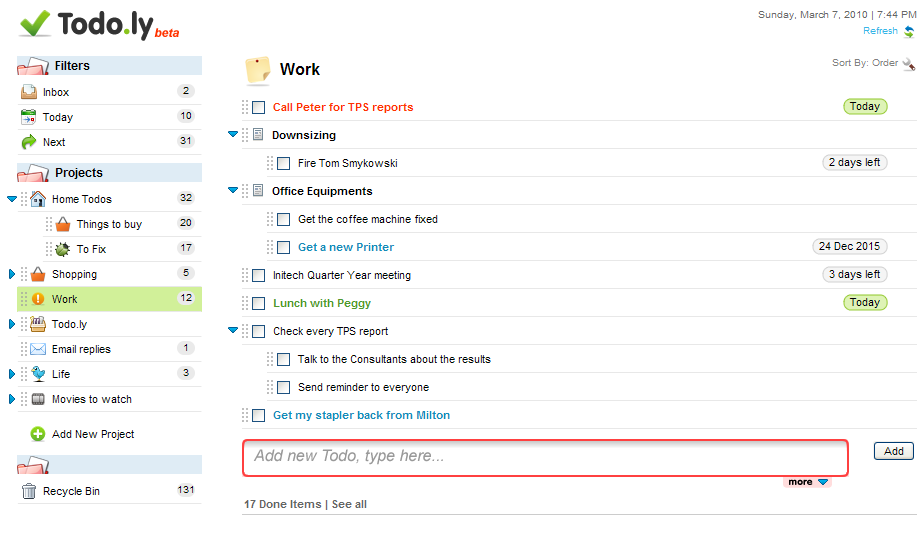 Todo.ly beta
Sunday, March 7, 2010 | 7:44 PM
Refresh
Filters
Inbox 2
Today 10
Next 31
Projects
Home Todos 32
Things to buy 20
To Fix 17
Shopping 5
Work 12
Todo.ly
Email replies 1
Life 3
Movies to watch
Add New Project
Recycle Bin 131
Work
Sort By: Order
Call Peter for TPS reports Today
Downsizing
Fire Tom Smykowski 2 days left
Office Equipments
Get the coffee machine fixed
Get a new Printer 24 Dec 2015
Initech Quarter Year meeting 3 days left
Lunch with Peggy Today
Check every TPS report
Talk to the Consultants about the results
Send reminder to everyone
Get my stapler back from Milton
Add new Todo, type here... Add
more
17 Done Items | See all